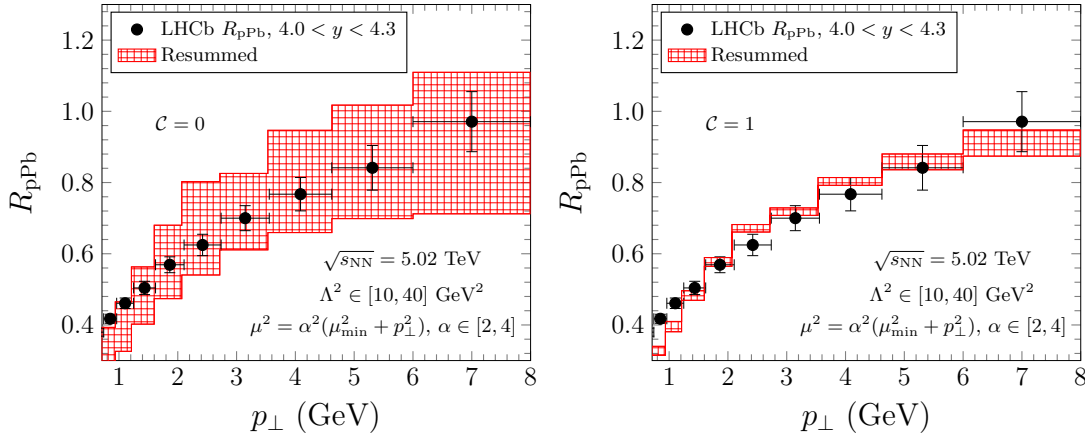 1.2
1.0
0.8
0.6
0.4
R_pPb
LHCb R_pPb, 4.0 < y < 4.3
Resummed
𝒞 = 0
√s_NN = 5.02 TeV
Λ² ∈ [10, 40] GeV²
μ² = α²(μ²_min + p²_⊥), α ∈ [2, 4]
1 2 3 4 5 6 7 8
p_⊥ (GeV)
1.2
1.0
0.8
0.6
0.4
R_pPb
LHCb R_pPb, 4.0 < y < 4.3
Resummed
𝒞 = 1
√s_NN = 5.02 TeV
Λ² ∈ [10, 40] GeV²
μ² = α²(μ²_min + p²_⊥), α ∈ [2, 4]
1 2 3 4 5 6 7 8
p_⊥ (GeV)